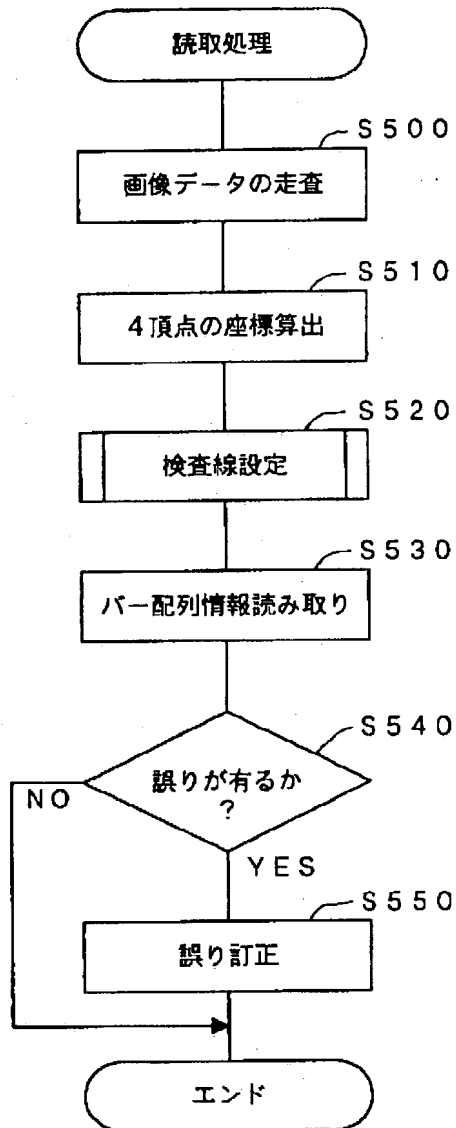 読取処理
S500
画像データの走査
S510
4頂点の座標算出
S520
検査線設定
S530
バー配列情報読み取り
S540
誤りが有るか
?
NO
YES
S550
誤り訂正
エンド